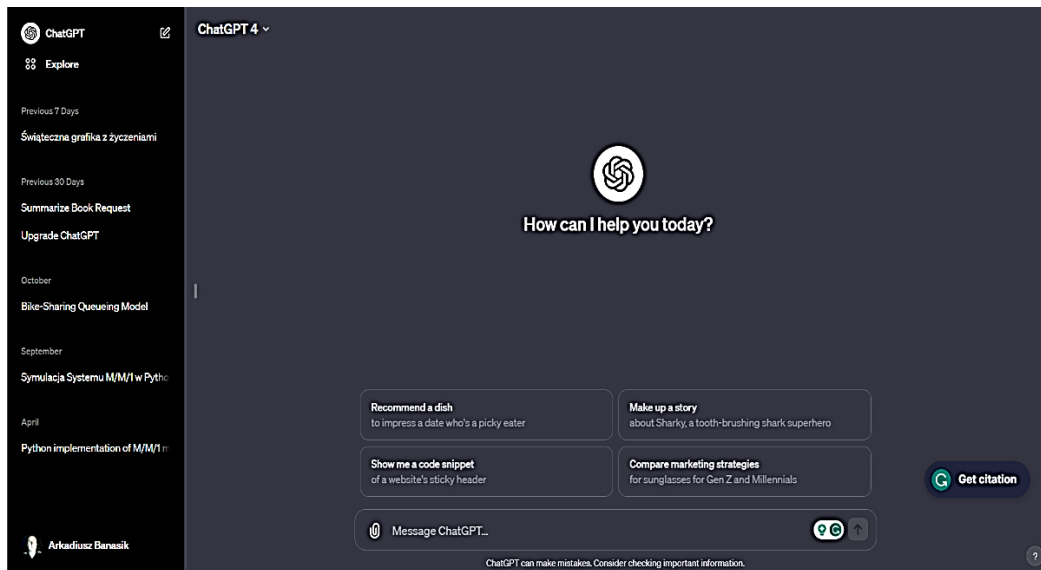 ChatGPT
Explore
Previous 7 Days
Świąteczna grafika z życzeniami
Previous 30 Days
Summarize Book Request
Upgrade ChatGPT
October
Bike-Sharing Queueing Model
September
Symulacja Systemu M/M/1 w Pytho
April
Python implementation of M/M/1 m
Arkadiusz Banasik
ChatGPT 4
How can I help you today?
Recommend a dish
to impress a date who's a picky eater
Make up a story
about Sharky, a tooth-brushing shark superhero
Show me a code snippet
of a website's sticky header
Compare marketing strategies
for sunglasses for Gen Z and Millennials
G Get citation
Message ChatGPT...
G
ChatGPT can make mistakes. Consider checking important information.
?